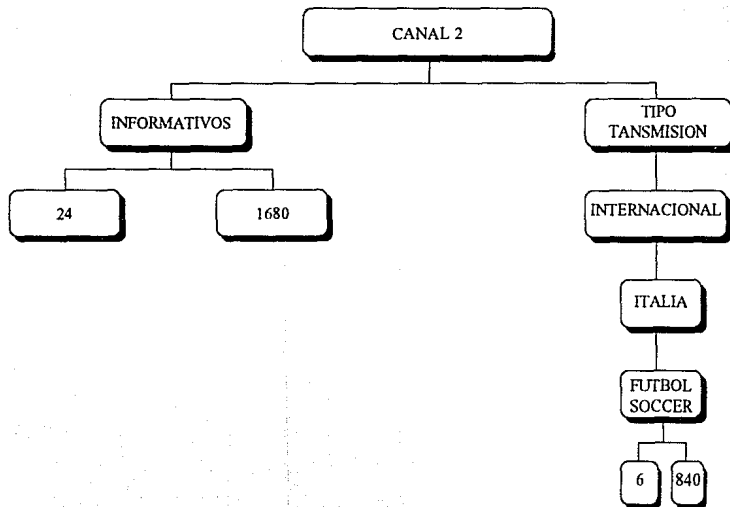 CANAL 2
INFORMATIVOS
TIPO
TANSMISION
24
1680
INTERNACIONAL
ITALIA
FUTBOL
SOCCER
6
840